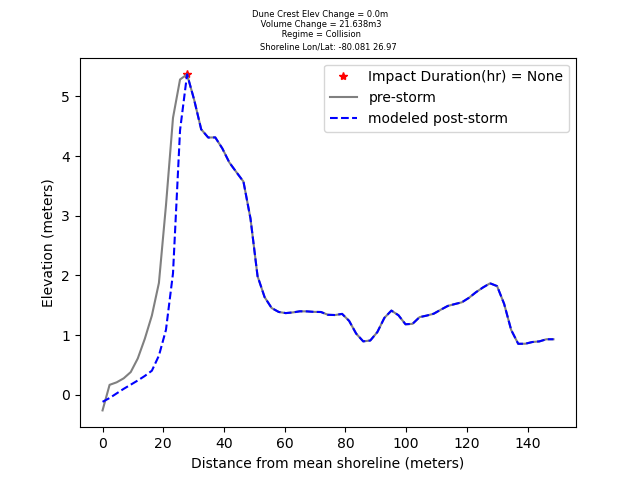 Dune Crest Elev Change = 0.0m
Volume Change = 21.638m3
Regime = Collision
Shoreline Lon/Lat: -80.081 26.97
Impact Duration(hr) = None
pre-storm
modeled post-storm
Elevation (meters)
5
4
3
2
1
0
0 20 40 60 80 100 120 140
Distance from mean shoreline (meters)